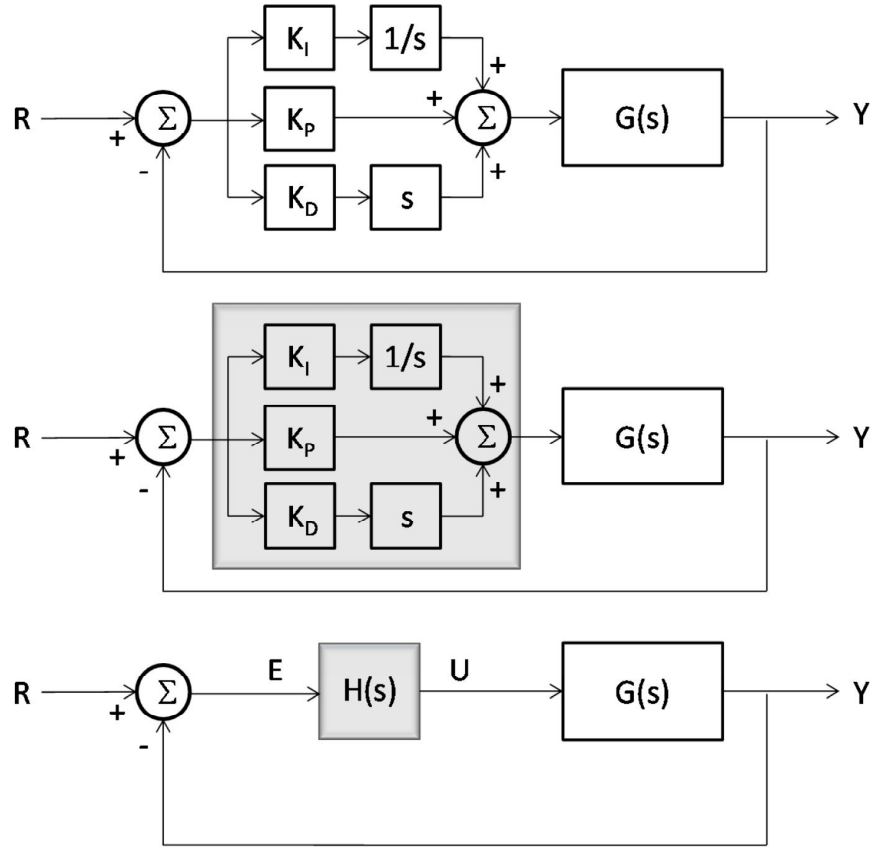 K_I 1/s
+
R + Σ K_P + Σ G(s) Y
-
+
K_D s
K_I 1/s
+
R + Σ K_P + Σ G(s) Y
-
+
K_D s
E U
R + Σ H(s) G(s) Y
-